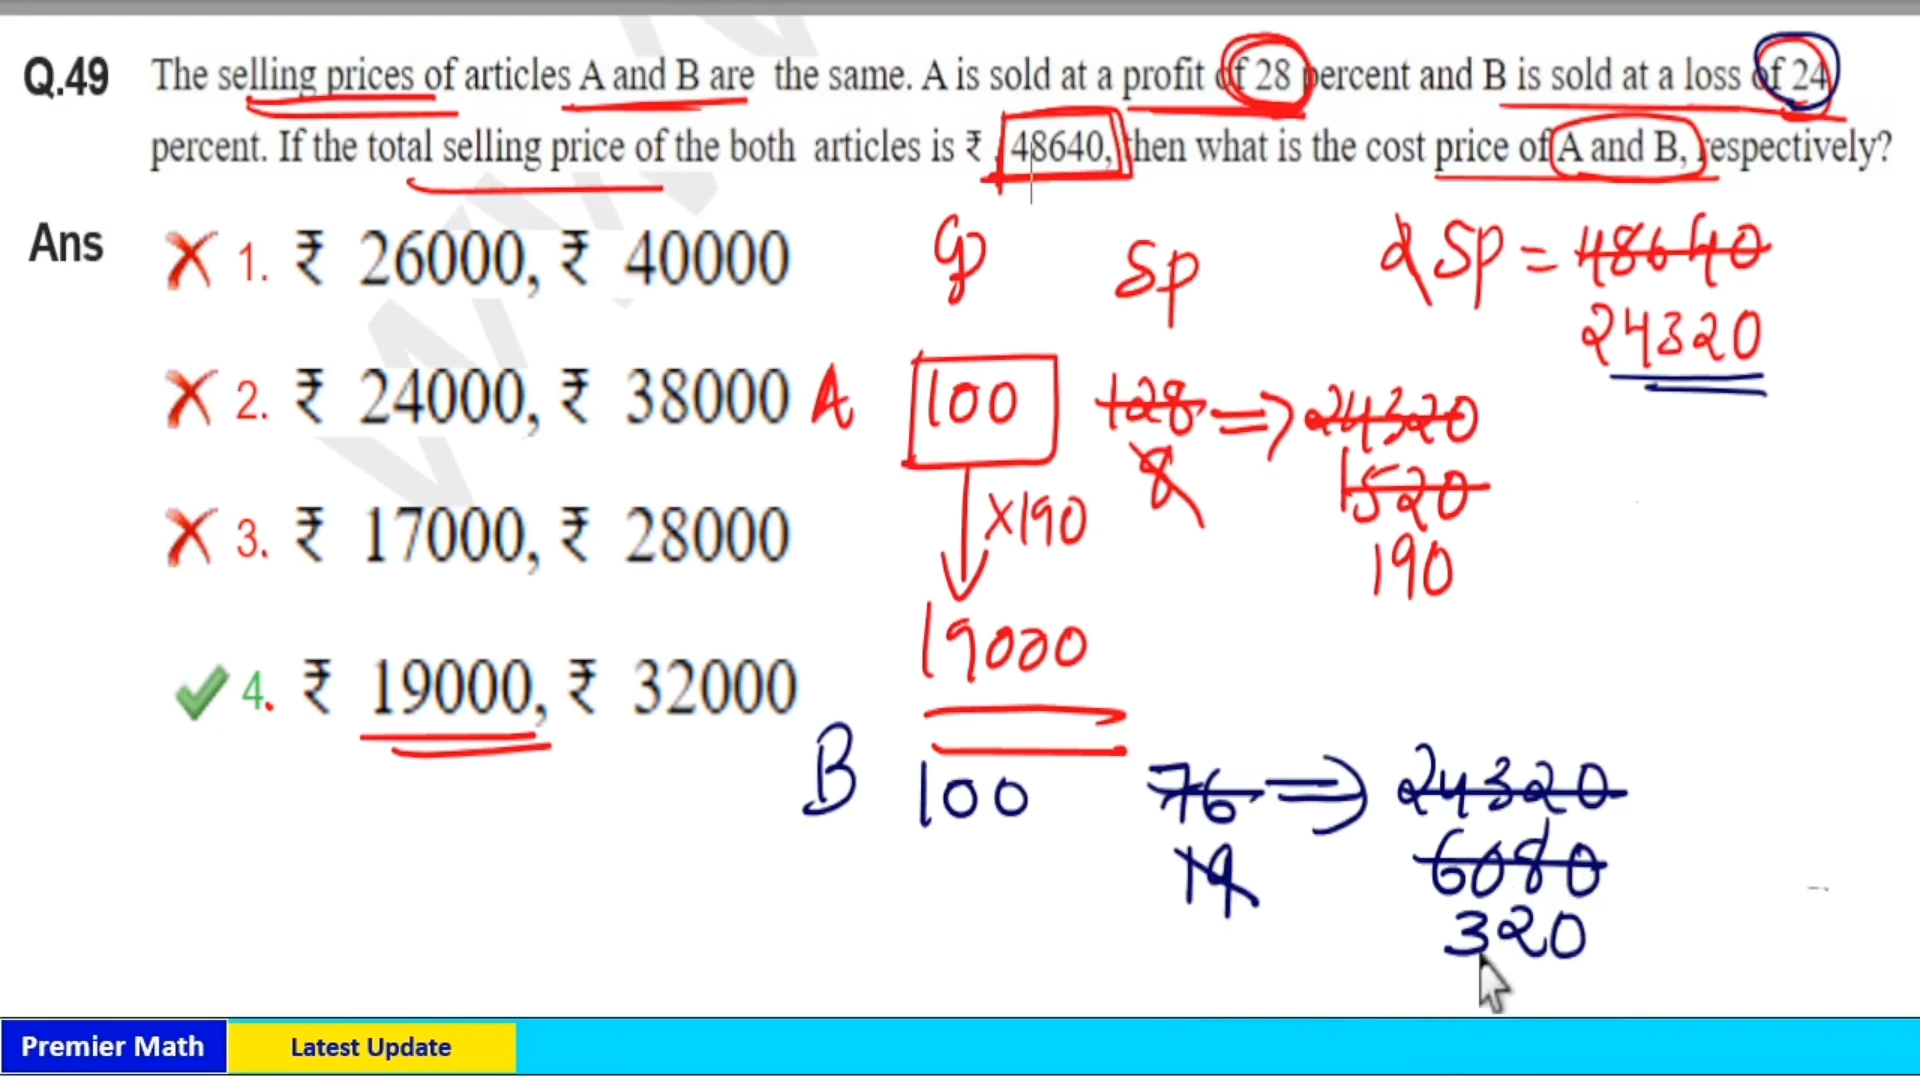 Q.49 The selling prices of articles A and B are the same. A is sold at a profit of 28 percent and B is sold at a loss of 24
percent. If the total selling price of the both articles is ₹ 48640, then what is the cost price of A and B, respectively?
Ans
1. ₹ 26000, ₹ 40000
2. ₹ 24000, ₹ 38000
3. ₹ 17000, ₹ 28000
4. ₹ 19000, ₹ 32000
Cp Sp
2 Sp = 48640
24320
A 100 128 => 24320
8 1520
×190 190
19000
B 100 76 => 24320
19 6080
320
Premier Math
Latest Update